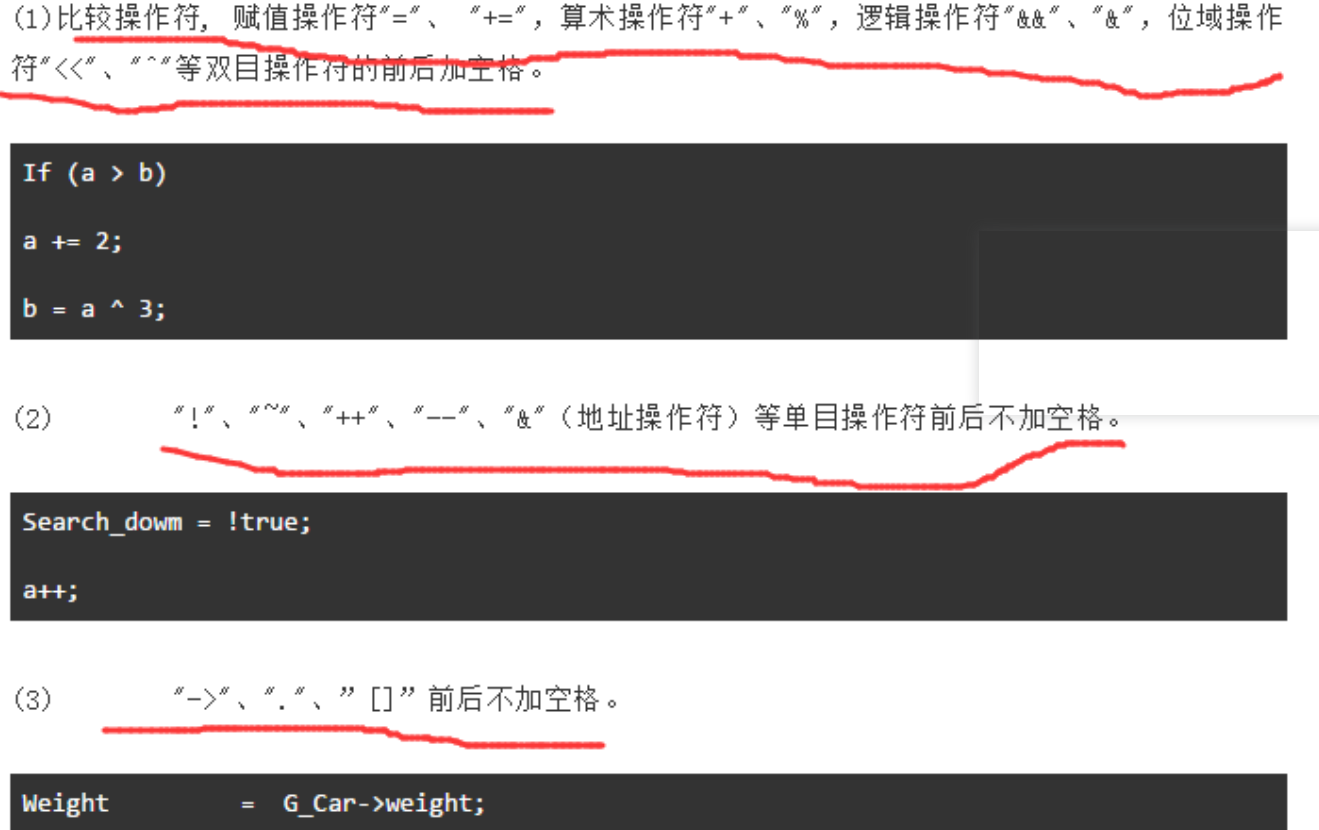 (1)比较操作符, 赋值操作符"="、 "+=",算术操作符"+"、"%",逻辑操作符"&&"、"&",位域操作
符"<<"、"^"等双目操作符的前后加空格。
If (a > b)
a += 2;
b = a ^ 3;
(2) "!"、"~"、"++"、"--"、"&"(地址操作符)等单目操作符前后不加空格。
Search_dowm = !true;
a++;
(3) "->"、"."、” []” 前后不加空格。
Weight = G_Car->weight;